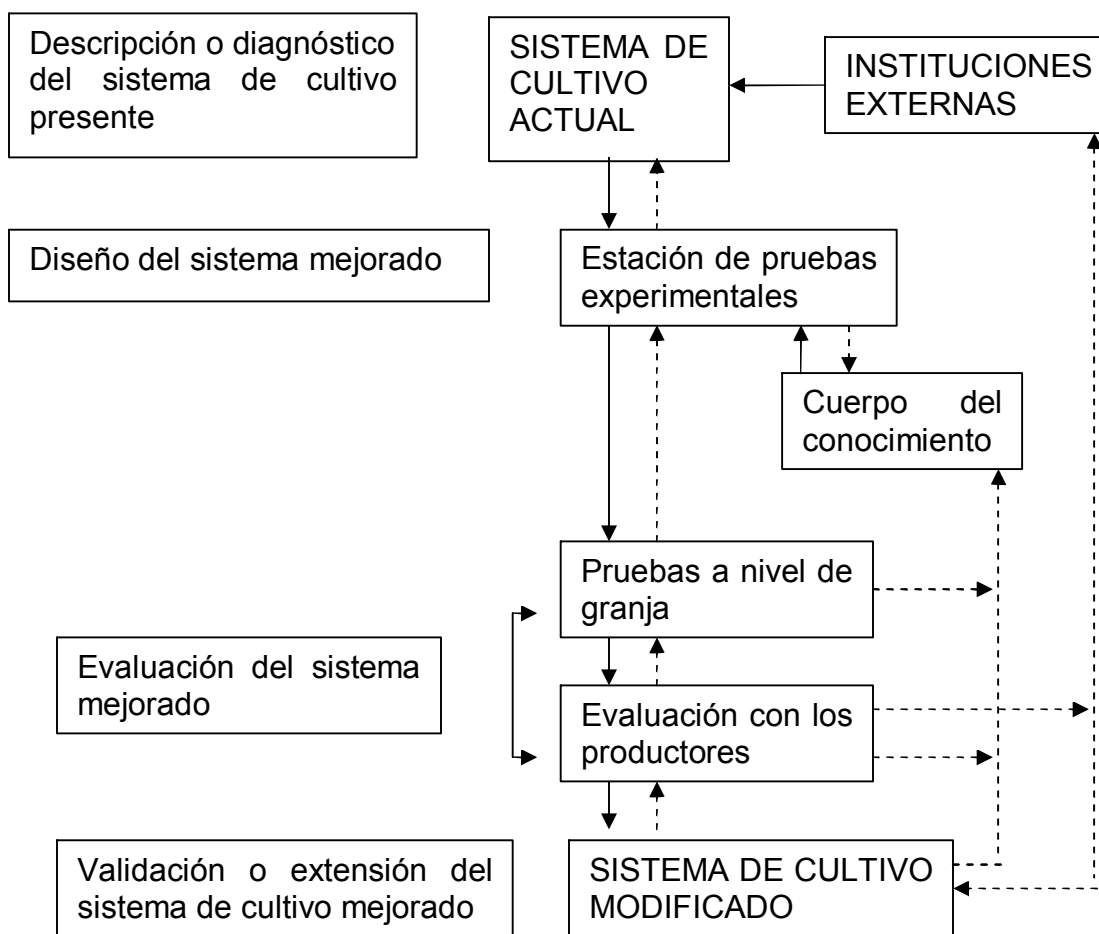 Descripción o diagnóstico
del sistema de cultivo
presente
SISTEMA DE
CULTIVO
ACTUAL
INSTITUCIONES
EXTERNAS
Diseño del sistema mejorado
Estación de pruebas
experimentales
Cuerpo del
conocimiento
Pruebas a nivel de
granja
Evaluación del sistema
mejorado
Evaluación con los
productores
Validación o extensión del
sistema de cultivo mejorado
SISTEMA DE CULTIVO
MODIFICADO